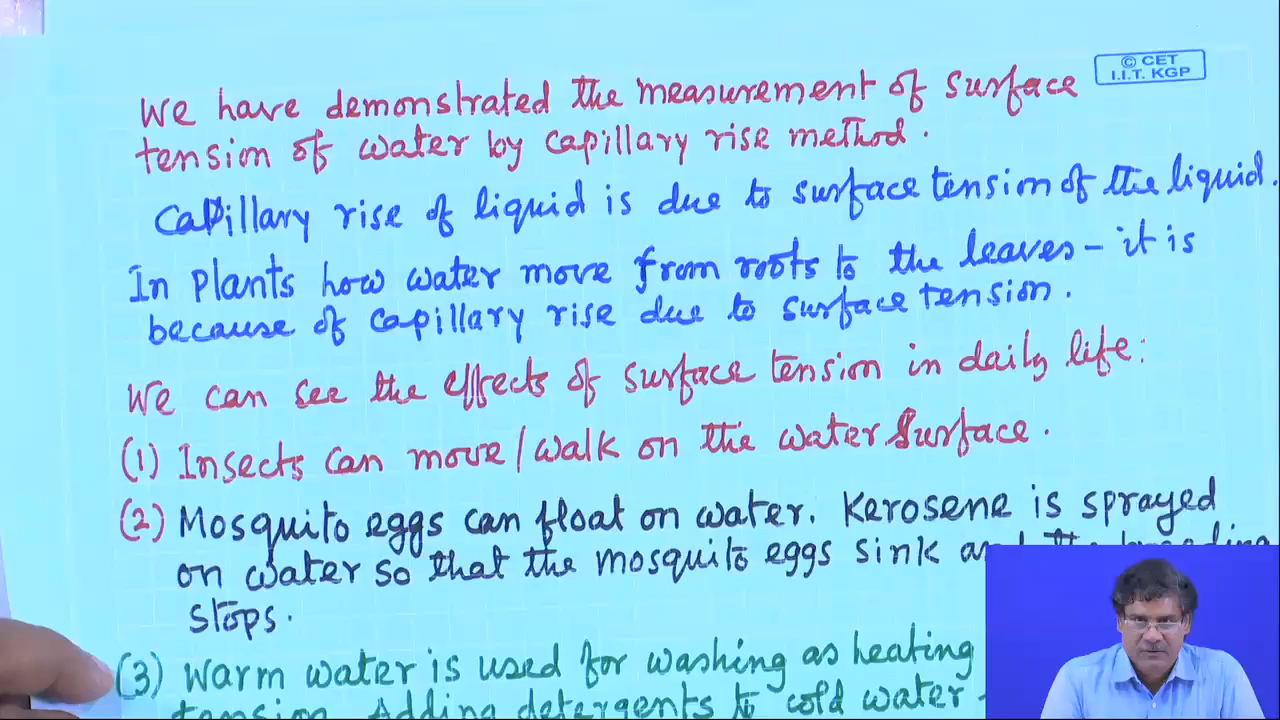 © CET
I.I.T. KGP
We have demonstrated the measurement of surface
tension of water by capillary rise method.
Capillary rise of liquid is due to surface tension of the liquid.
In plants how water move from roots to the leaves – it is
because of capillary rise due to surface tension.
We can see the effects of surface tension in daily life:
(1) Insects can move/walk on the water surface.
(2) Mosquito eggs can float on water. Kerosene is sprayed
on water so that the mosquito eggs sink and the breeding
stops.
(3) Warm water is used for washing as heating
tension. Adding detergents to cold water